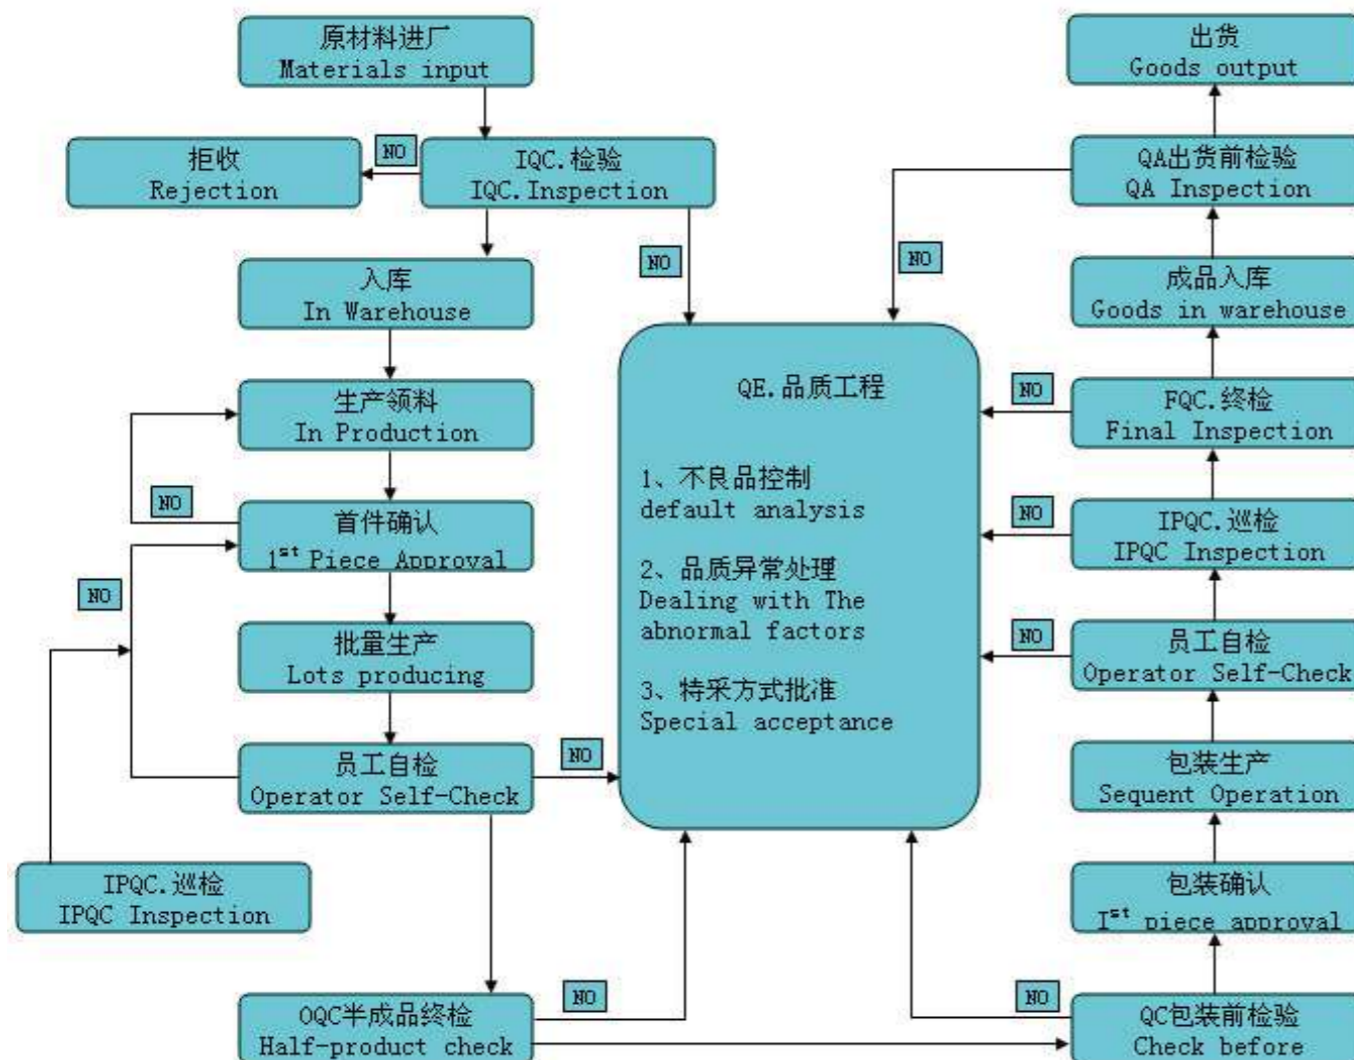 原材料进厂
Materials input
NO
拒收
Rejection
IQC.检验
IQC.Inspection
NO
入库
In Warehouse
生产领料
In Production
NO
首件确认
1st Piece Approval
NO
批量生产
Lots producing
员工自检
Operator Self-Check
NO
IPQC.巡检
IPQC Inspection
OQC半成品终检
Half-product check
NO
QE.品质工程
1、不良品控制
default analysis
2、品质异常处理
Dealing with The
abnormal factors
3、特采方式批准
Special acceptance
出货
Goods output
QA出货前检验
QA Inspection
NO
成品入库
Goods in warehouse
FQC.终检
Final Inspection
NO
IPQC.巡检
IPQC Inspection
NO
员工自检
Operator Self-Check
NO
包装生产
Sequent Operation
包装确认
Ist piece approval
QC包装前检验
Check before
NO